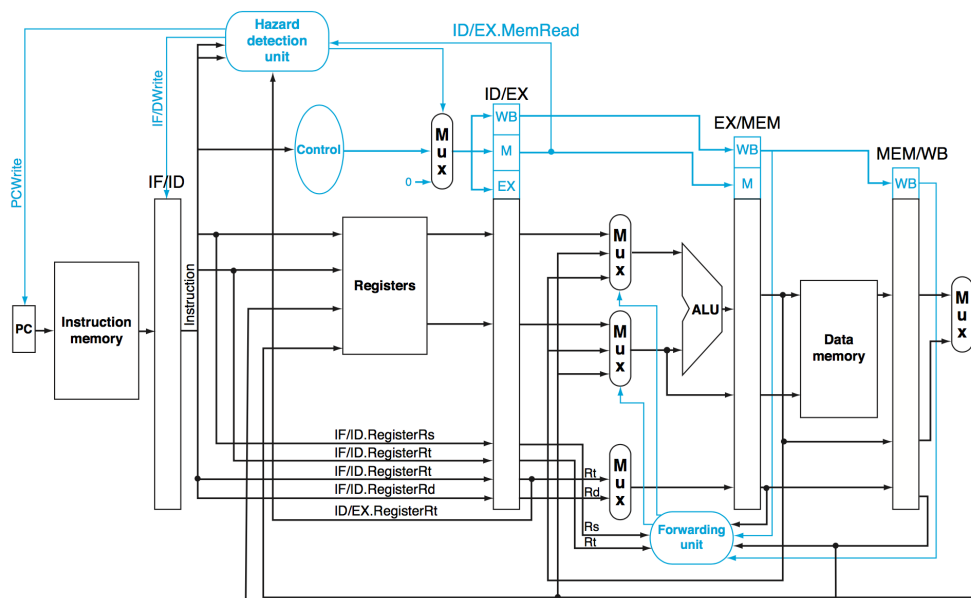 Hazard
detection
unit
ID/EX.MemRead
PCWrite
IF/DWrite
IF/ID
Control
0
M
u
x
ID/EX
WB
M
EX
EX/MEM
WB
M
MEM/WB
WB
PC
Instruction
memory
Instruction
Registers
M
u
x
M
u
x
ALU
Data
memory
M
u
x
IF/ID.RegisterRs
IF/ID.RegisterRt
IF/ID.RegisterRt
IF/ID.RegisterRd
ID/EX.RegisterRt
Rt
Rd
M
u
x
Rs
Rt
Forwarding
unit